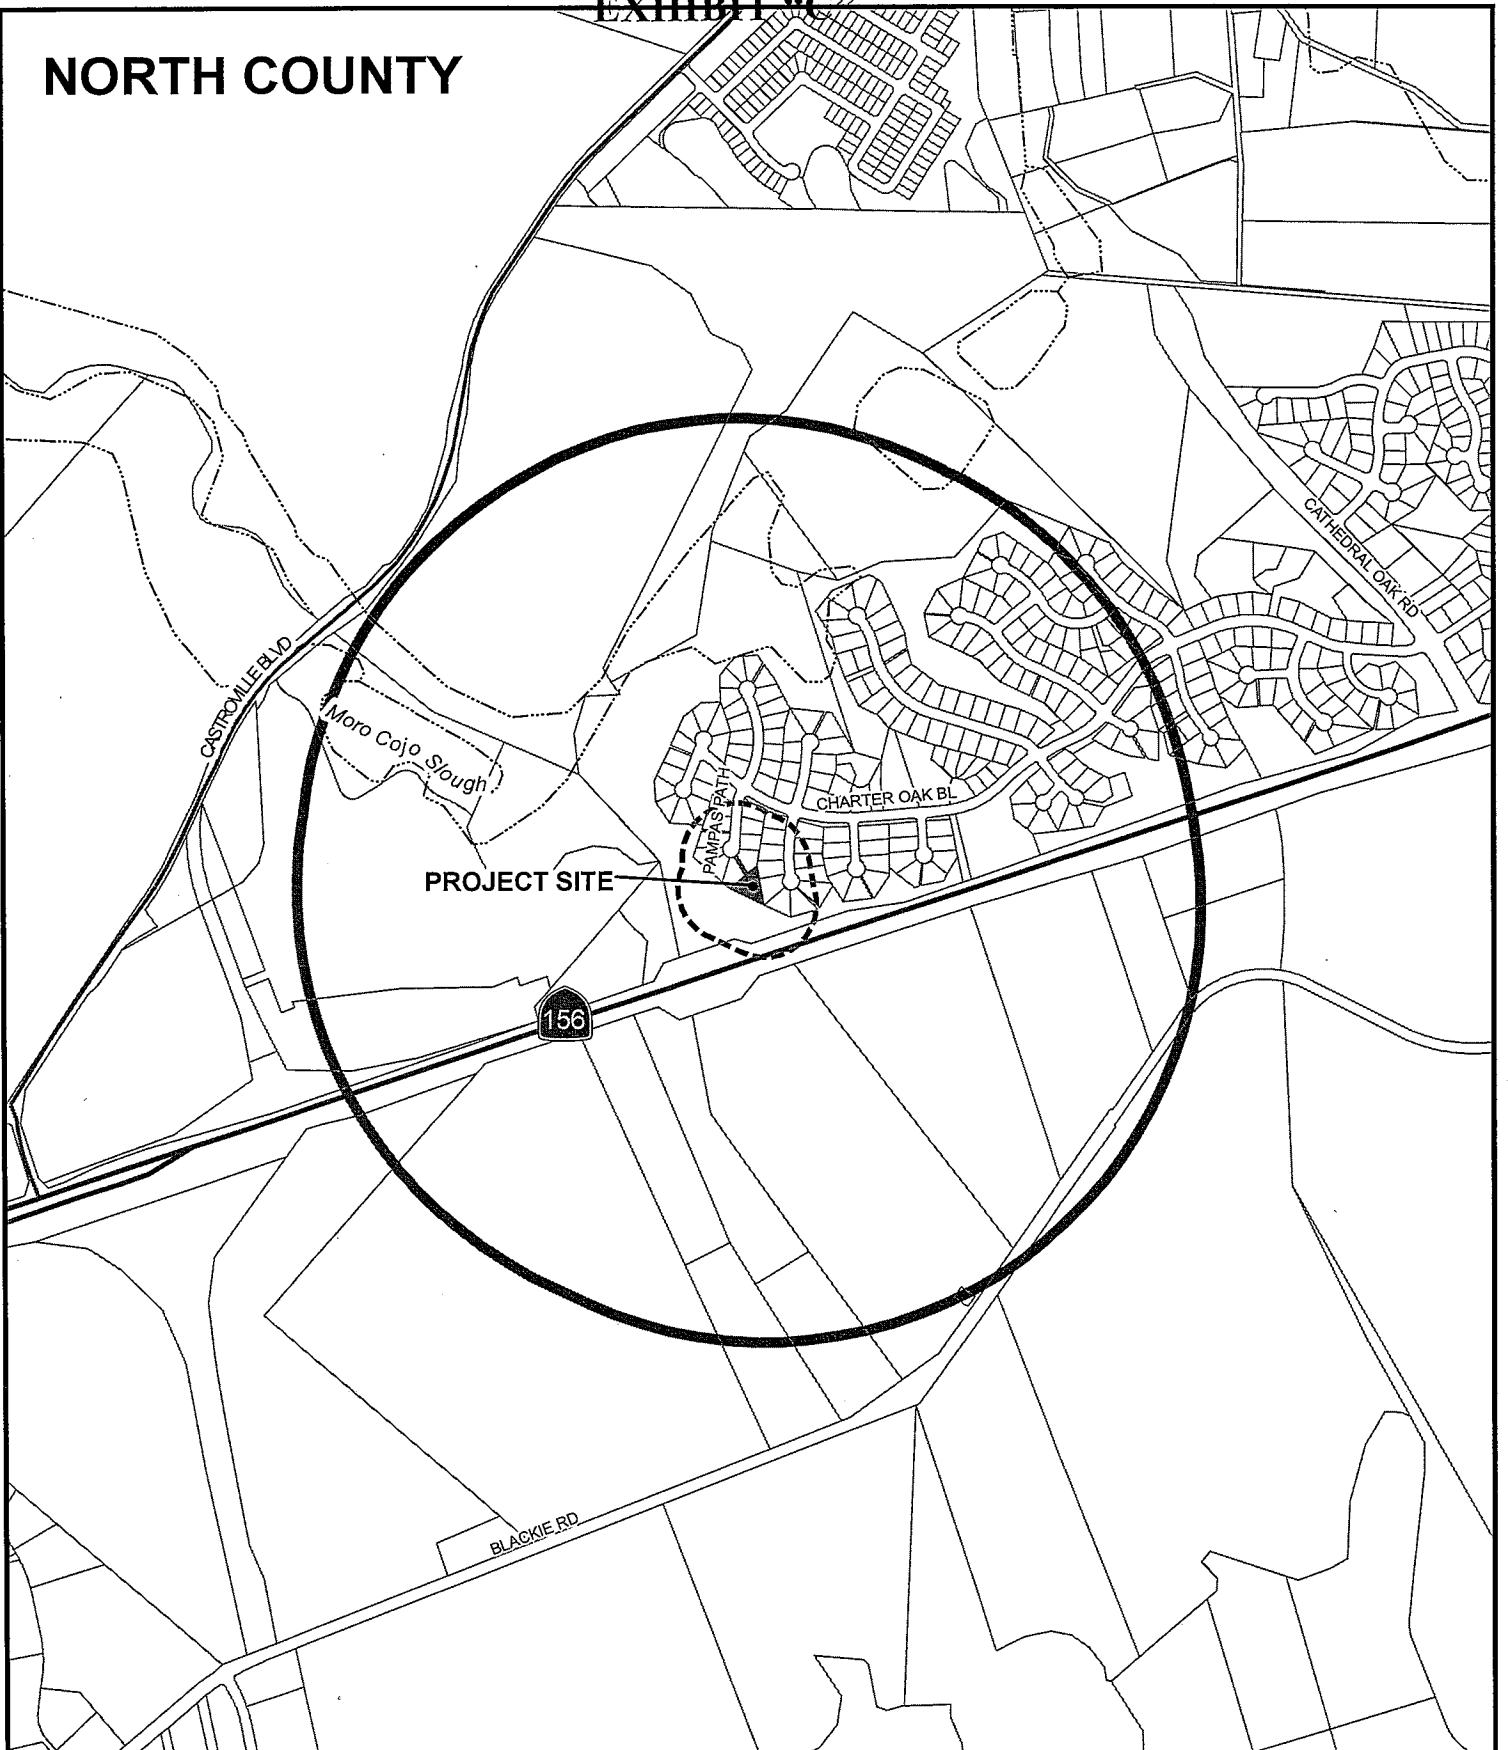 EXHIBIT "C"
NORTH COUNTY
CATHEDRAL OAK RD
CASTROVILLE BLVD
Moro Cojo Slough
PAMPAS PATH
CHARTER OAK BL
PROJECT SITE
156
BLACKIE RD